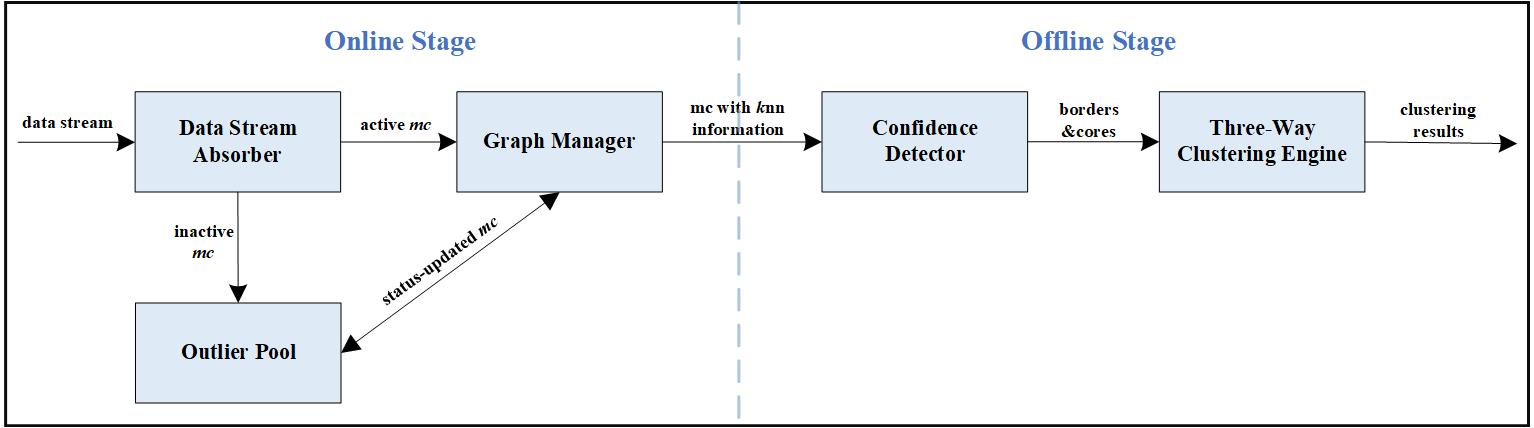 Online Stage
Offline Stage
data stream
Data Stream
Absorber
active mc
Graph Manager
mc with knn
information
Confidence
Detector
borders
&cores
Three-Way
Clustering Engine
clustering
results
inactive
mc
status-updated mc
Outlier Pool